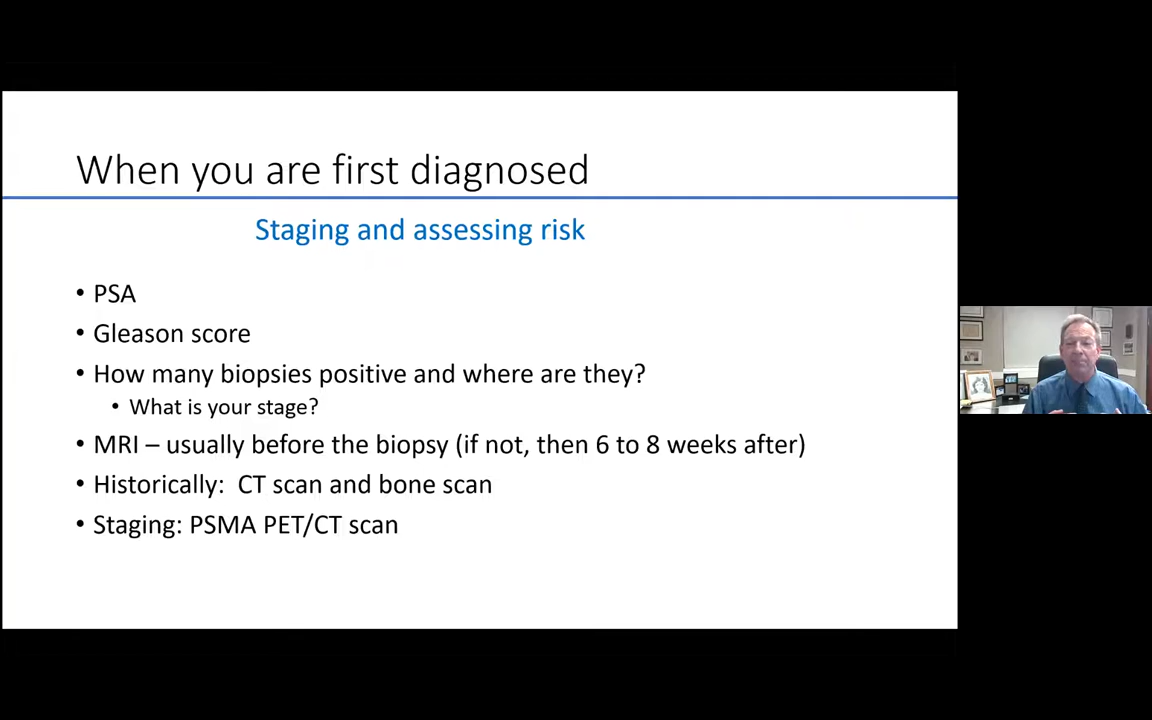 When you are first diagnosed
Staging and assessing risk
• PSA
• Gleason score
• How many biopsies positive and where are they?
• What is your stage?
• MRI – usually before the biopsy (if not, then 6 to 8 weeks after)
• Historically:  CT scan and bone scan
• Staging: PSMA PET/CT scan